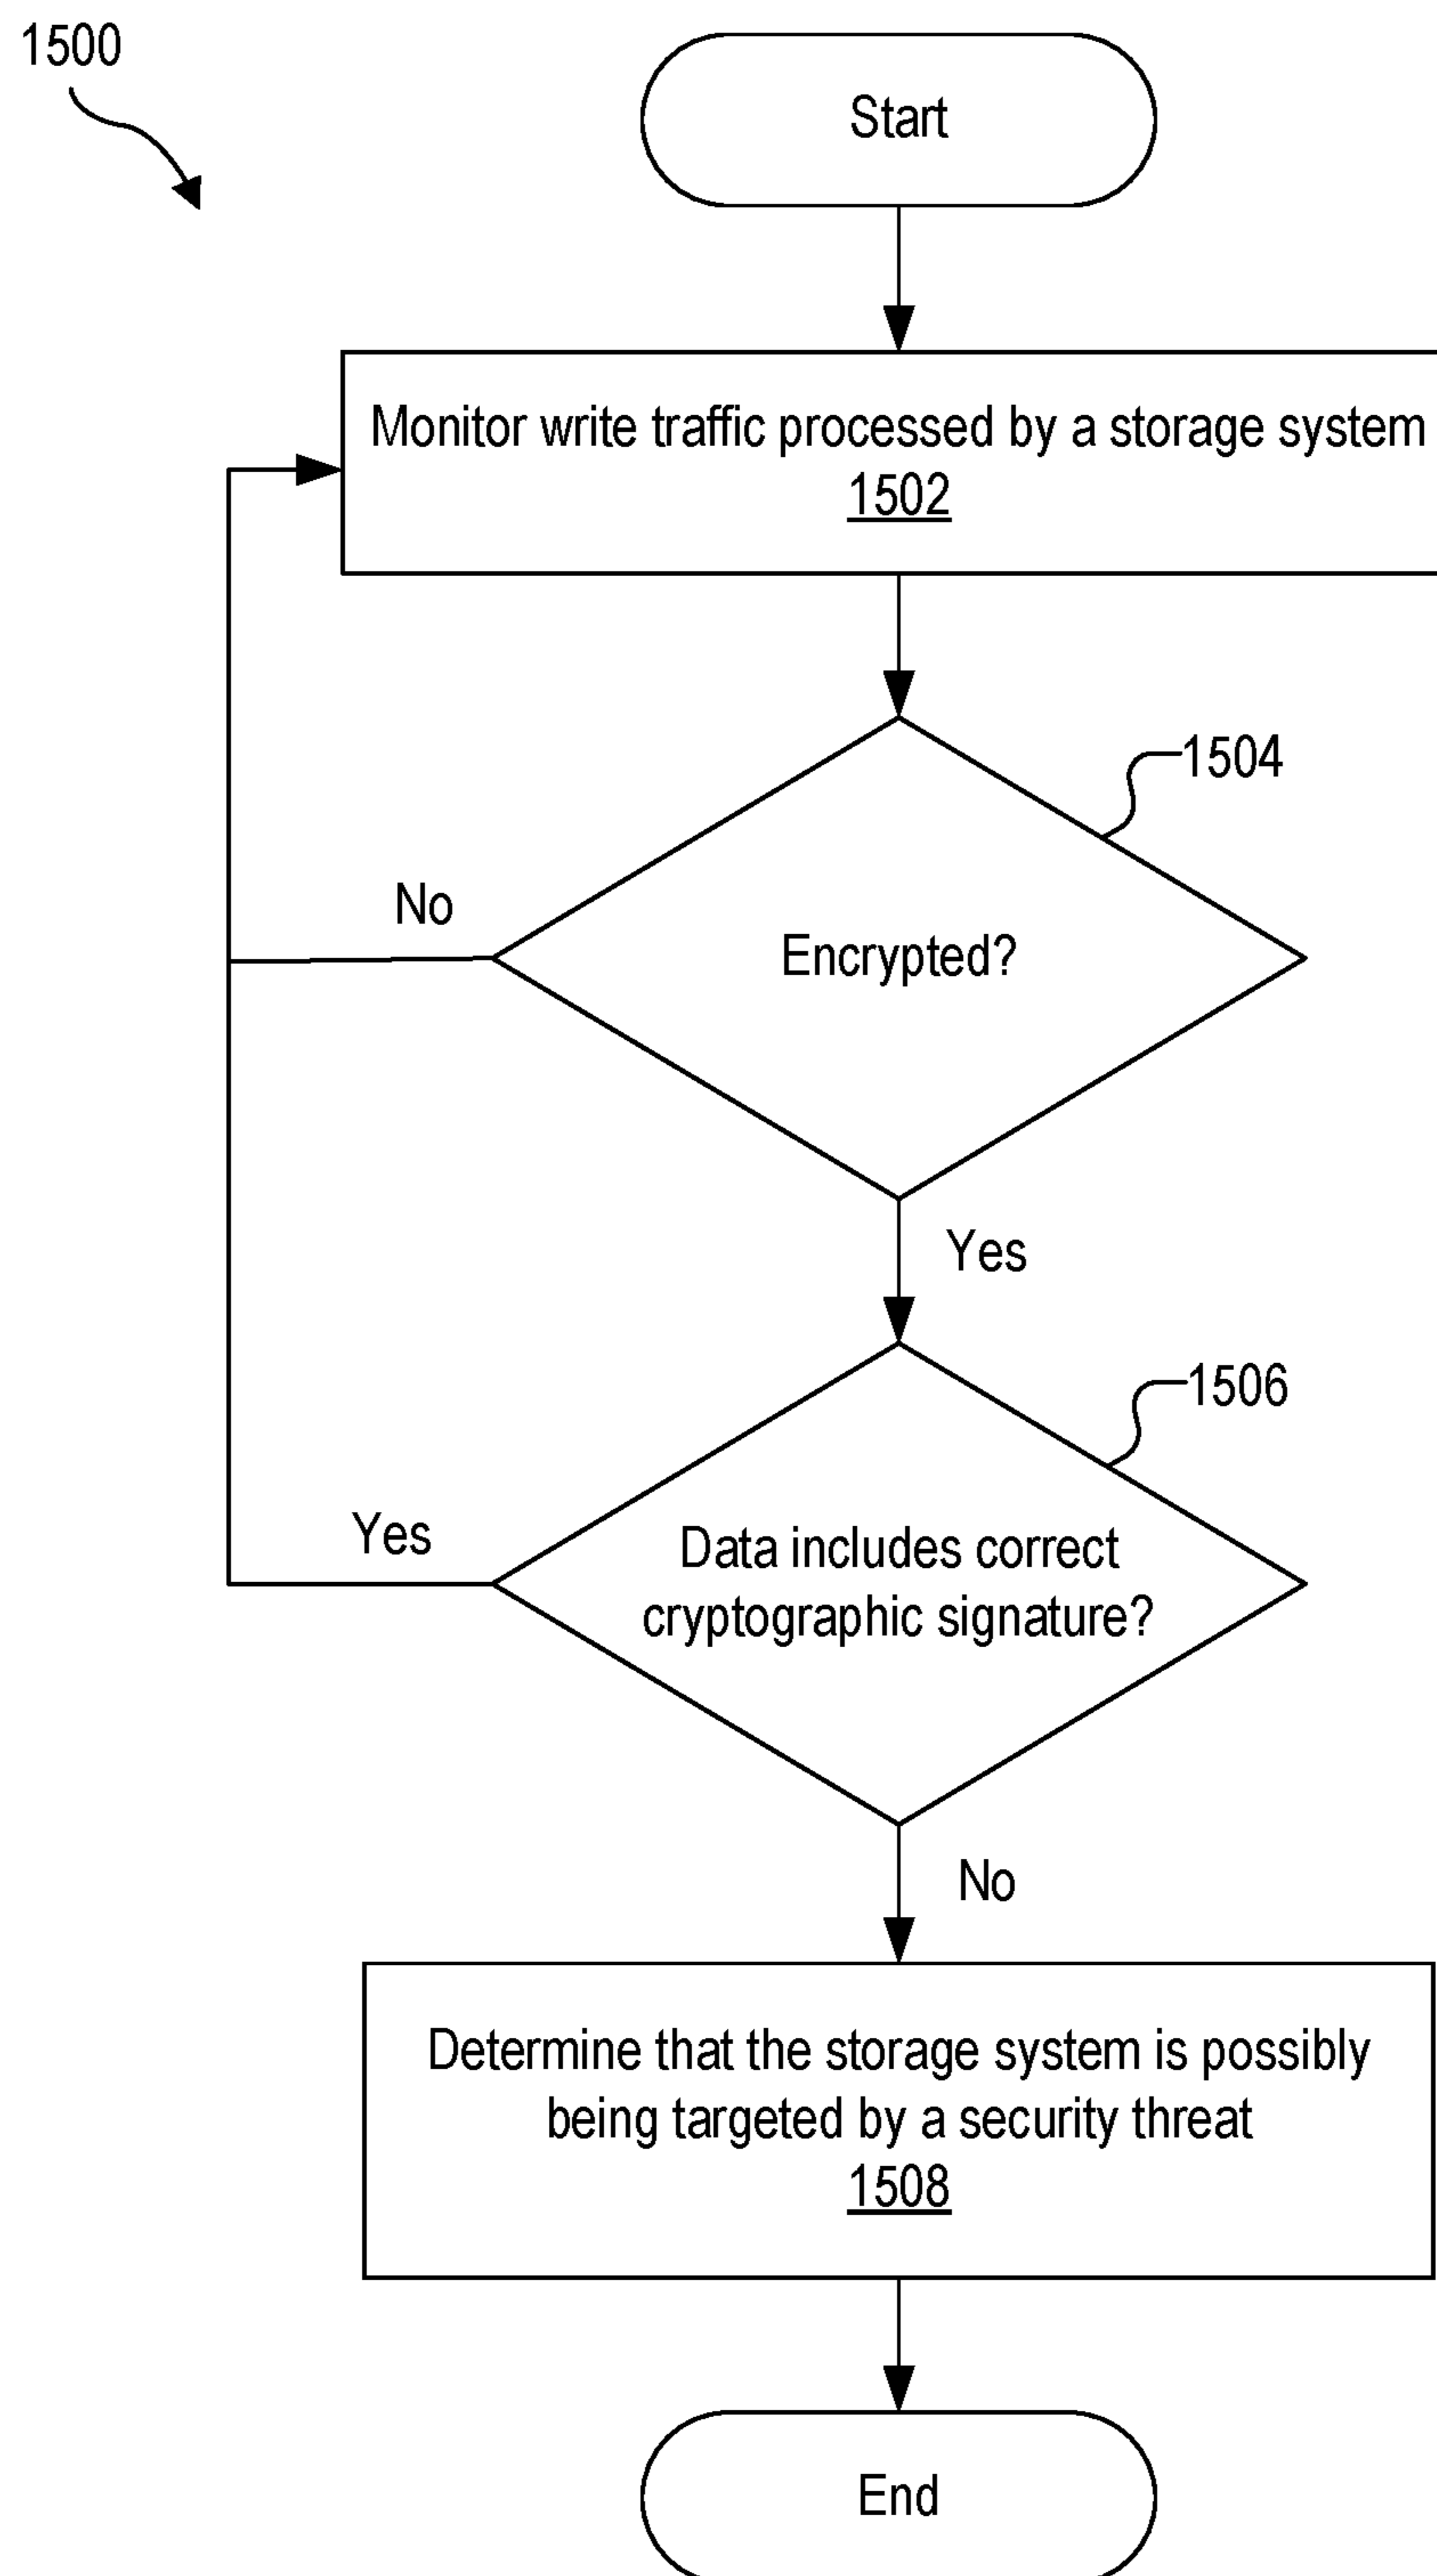 1500
Start
Monitor write traffic processed by a storage system
1502
1504
No
Encrypted?
Yes
1506
Yes
Data includes correct
cryptographic signature?
No
Determine that the storage system is possibly
being targeted by a security threat
1508
End